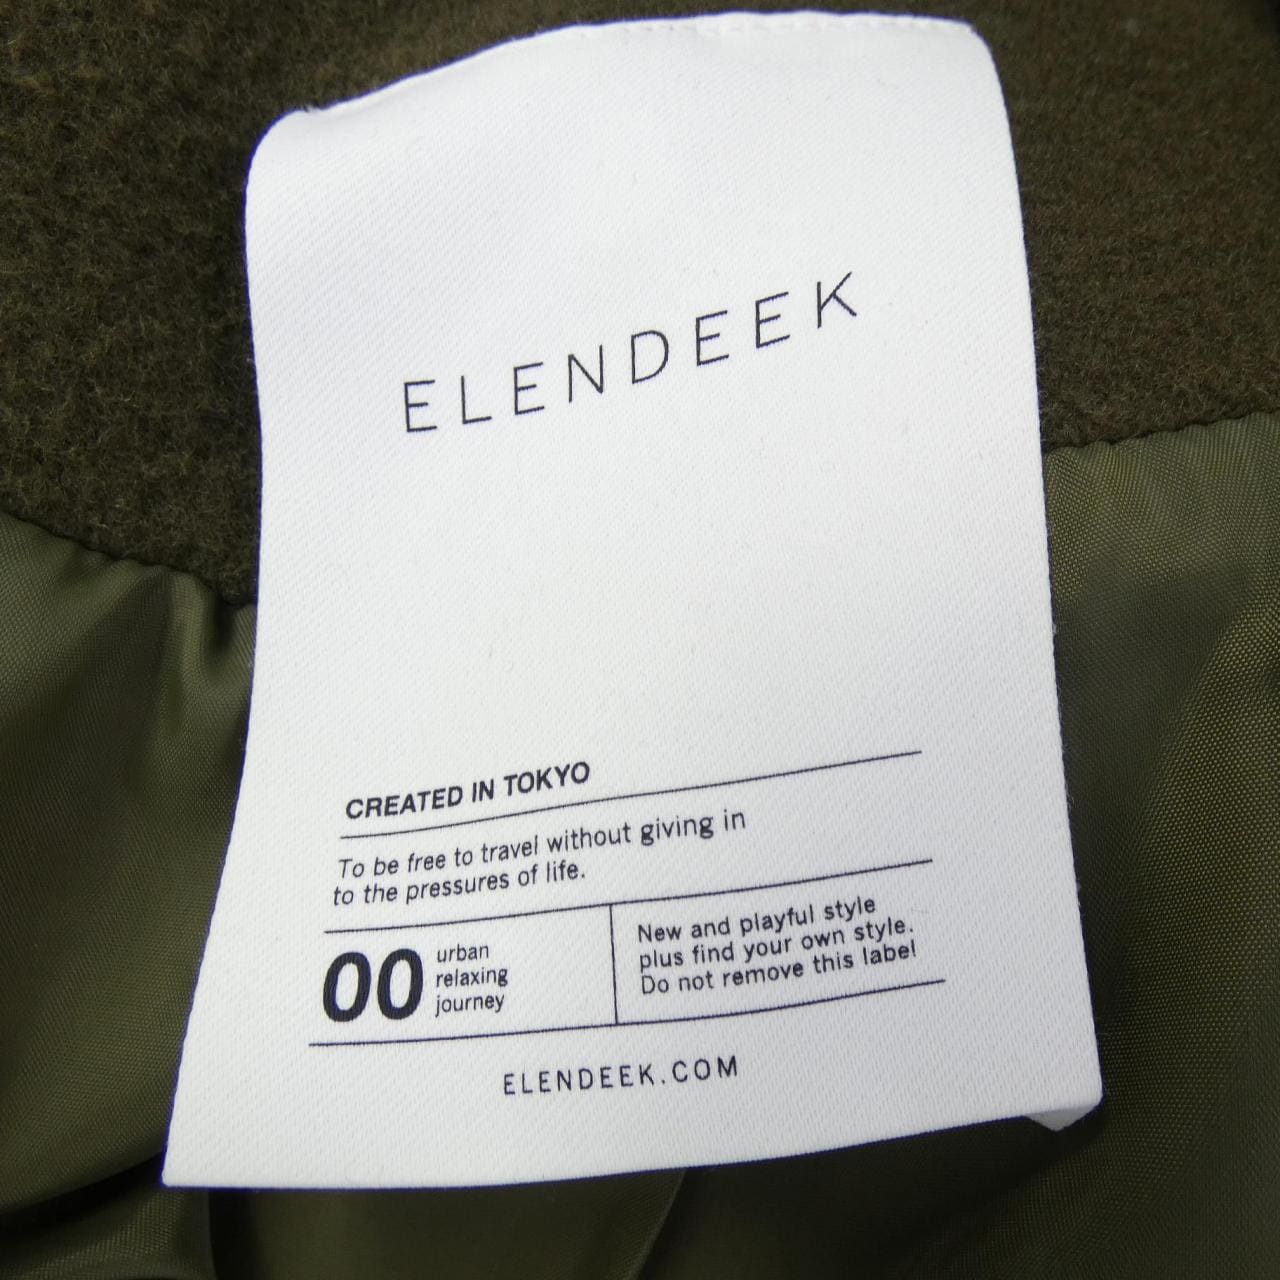 ELENDEEK
CREATED IN TOKYO
To be free to travel without giving in
to the pressures of life.
00
urban
relaxing
journey
New and playful style
plus find your own style.
Do not remove this label
ELENDEEK.COM